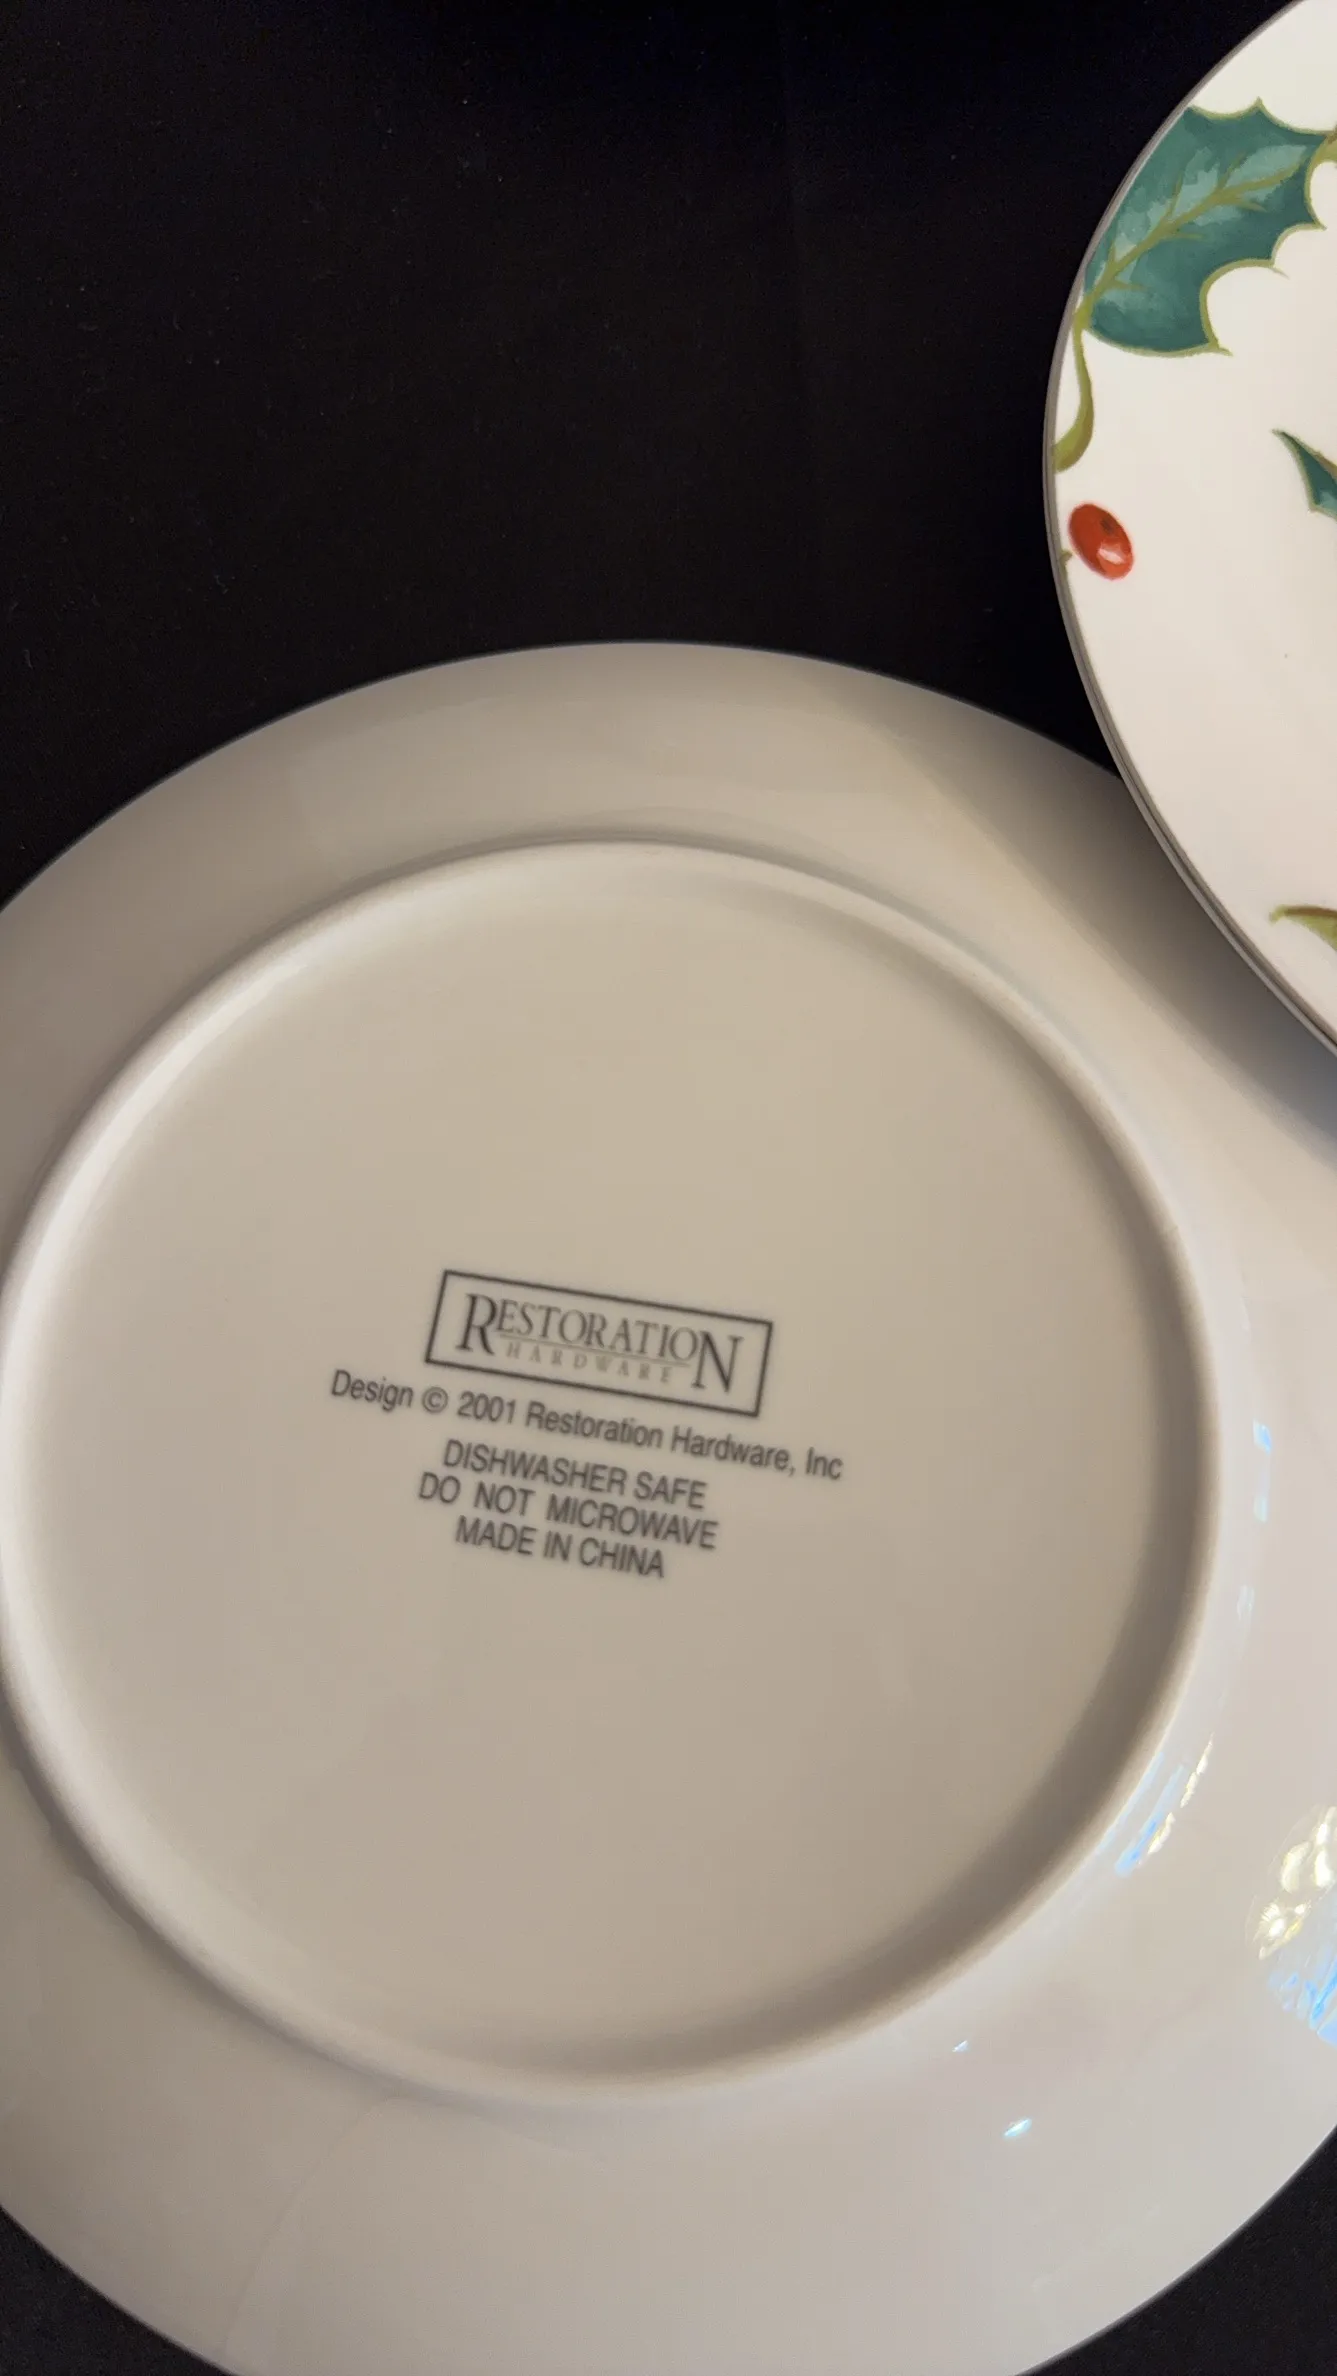 RESTORATION
HARDWARE
Design © 2001 Restoration Hardware, Inc
DISHWASHER SAFE
DO NOT MICROWAVE
MADE IN CHINA